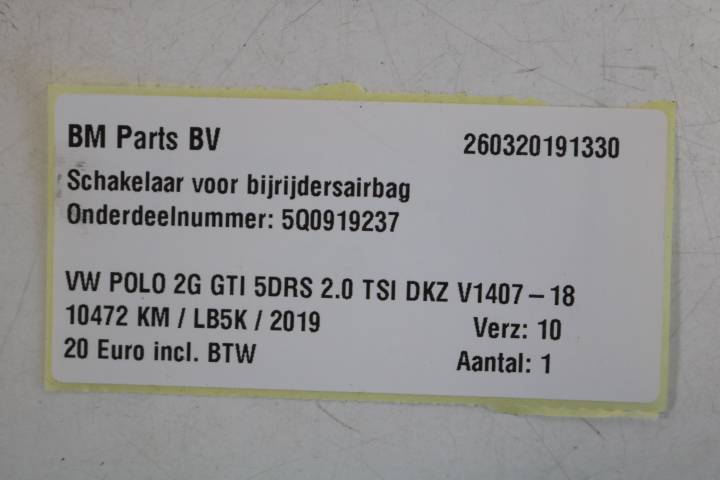 BM Parts BV 260320191330
Schakelaar voor bijrijdersairbag
Onderdeelnummer: 5Q0919237
VW POLO 2G GTI 5DRS 2.0 TSI DKZ V1407-18
10472 KM / LB5K / 2019 Verz: 10
20 Euro incl. BTW Aantal: 1